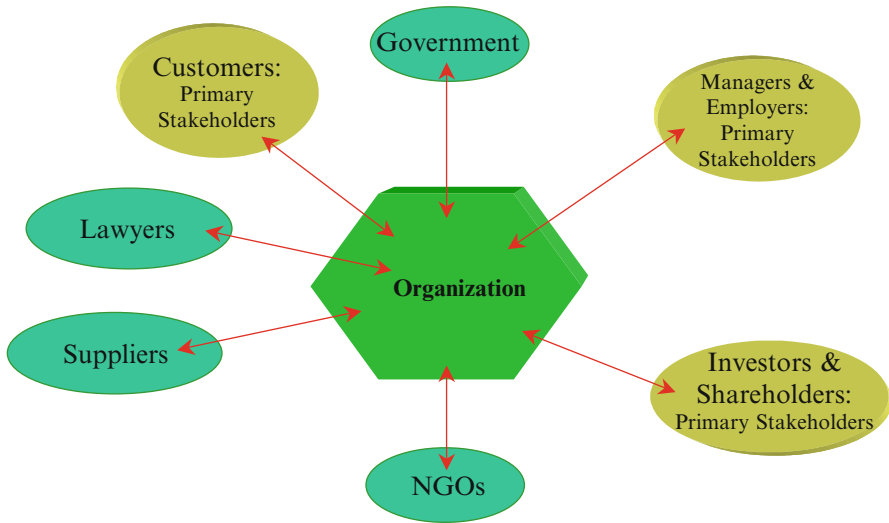 Government
Customers:
Primary
Stakeholders
Managers &
Employers:
Primary
Stakeholders
Lawyers
Organization
Suppliers
Investors &
Shareholders:
Primary Stakeholders
NGOs